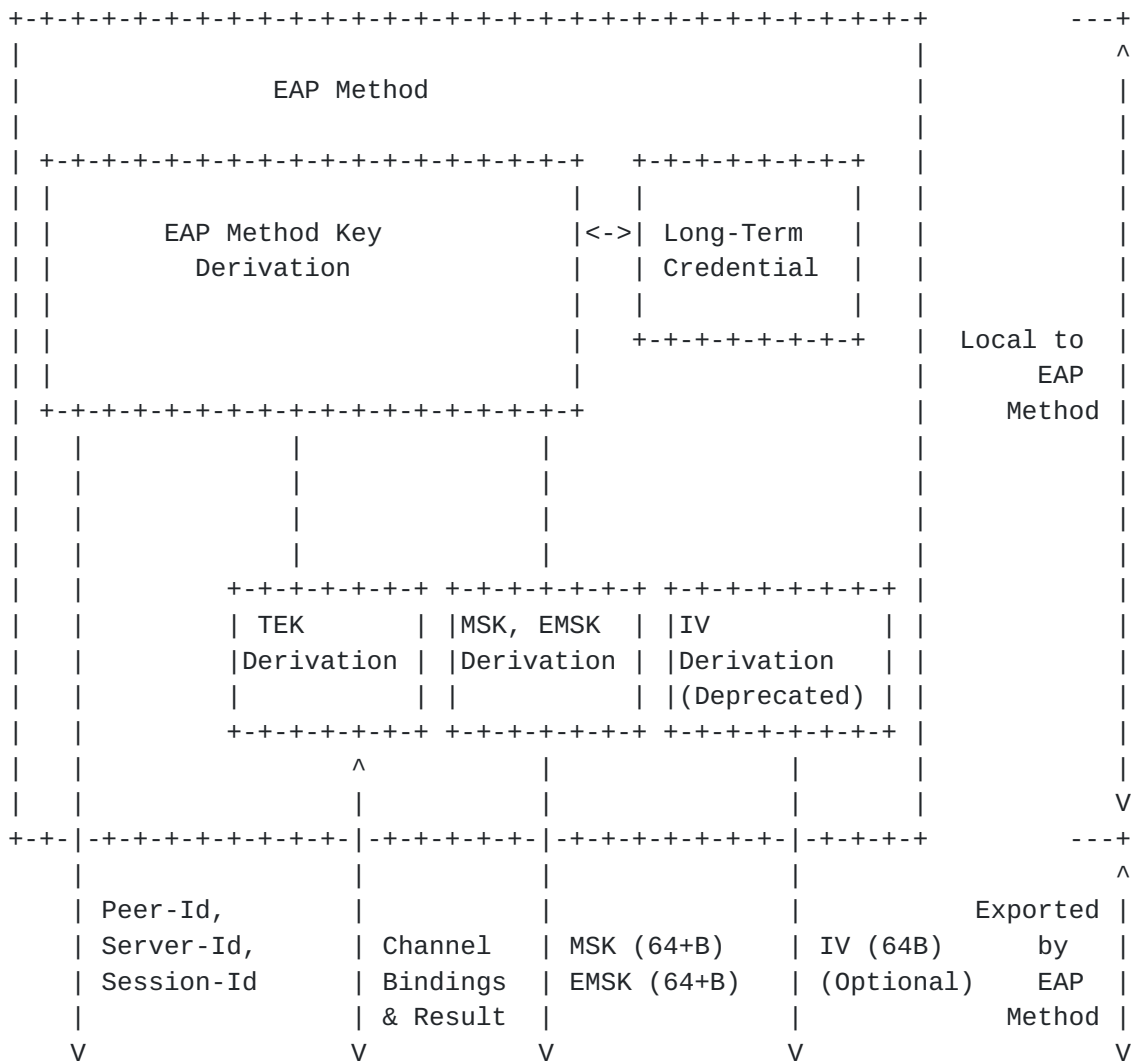 +-+-+-+-+-+-+-+-+-+-+-+-+-+-+-+-+-+-+-+-+-+-+-+-+-+-+-+-+-+         ---+
|                                                         |            ^
|                EAP Method                               |            |
|                                                         |            |
| +-+-+-+-+-+-+-+-+-+-+-+-+-+-+-+-+-+   +-+-+-+-+-+-+-+   |            |
| |                                 |   |             |   |            |
| |       EAP Method Key            |<->| Long-Term   |   |            |
| |         Derivation              |   | Credential  |   |            |
| |                                 |   |             |   |            |
| |                                 |   +-+-+-+-+-+-+-+   |  Local to  |
| |                                 |                     |       EAP  |
| +-+-+-+-+-+-+-+-+-+-+-+-+-+-+-+-+-+                     |     Method |
|   |             |               |                       |            |
|   |             |               |                       |            |
|   |             |               |                       |            |
|   |             |               |                       |            |
|   |         +-+-+-+-+-+-+ +-+-+-+-+-+-+ +-+-+-+-+-+-+-+ |            |
|   |         | TEK       | |MSK, EMSK  | |IV           | |            |
|   |         |Derivation | |Derivation | |Derivation   | |            |
|   |         |           | |           | |(Deprecated) | |            |
|   |         +-+-+-+-+-+-+ +-+-+-+-+-+-+ +-+-+-+-+-+-+-+ |            |
|   |                 ^           |               |       |            |
|   |                 |           |               |       |            V
+-+-|-+-+-+-+-+-+-+-+-|-+-+-+-+-+-|-+-+-+-+-+-+-+-|-+-+-+-+         ---+
    |                 |           |               |                    ^
    | Peer-Id,        |           |               |           Exported |
    | Server-Id,      | Channel   | MSK (64+B)    | IV (64B)      by   |
    | Session-Id      | Bindings  | EMSK (64+B)   | (Optional)    EAP  |
    |                 | & Result  |               |             Method |
    V                 V           V               V                    V